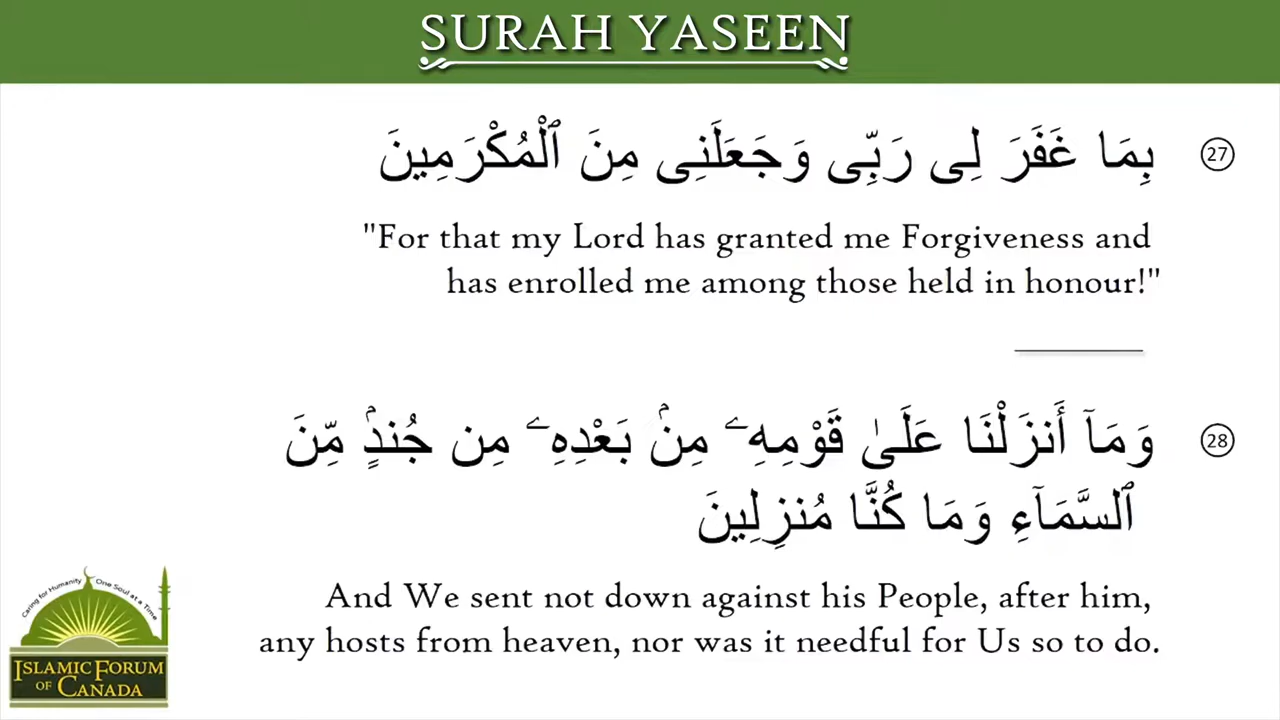 SURAH YASEEN
بِمَا غَفَرَ لِى رَبِّى وَجَعَلَنِى مِنَ ٱلْمُكْرَمِينَ 27
"For that my Lord has granted me Forgiveness and
has enrolled me among those held in honour!"
وَمَآ أَنزَلْنَا عَلَىٰ قَوْمِهِۦ مِنۢ بَعْدِهِۦ مِن جُندٍۢ مِّنَ 28
ٱلسَّمَآءِ وَمَا كُنَّا مُنزِلِينَ
And We sent not down against his People, after him,
any hosts from heaven, nor was it needful for Us so to do.
Caring for Humanity One Soul at a Time
ISLAMIC FORUM
OF CANADA